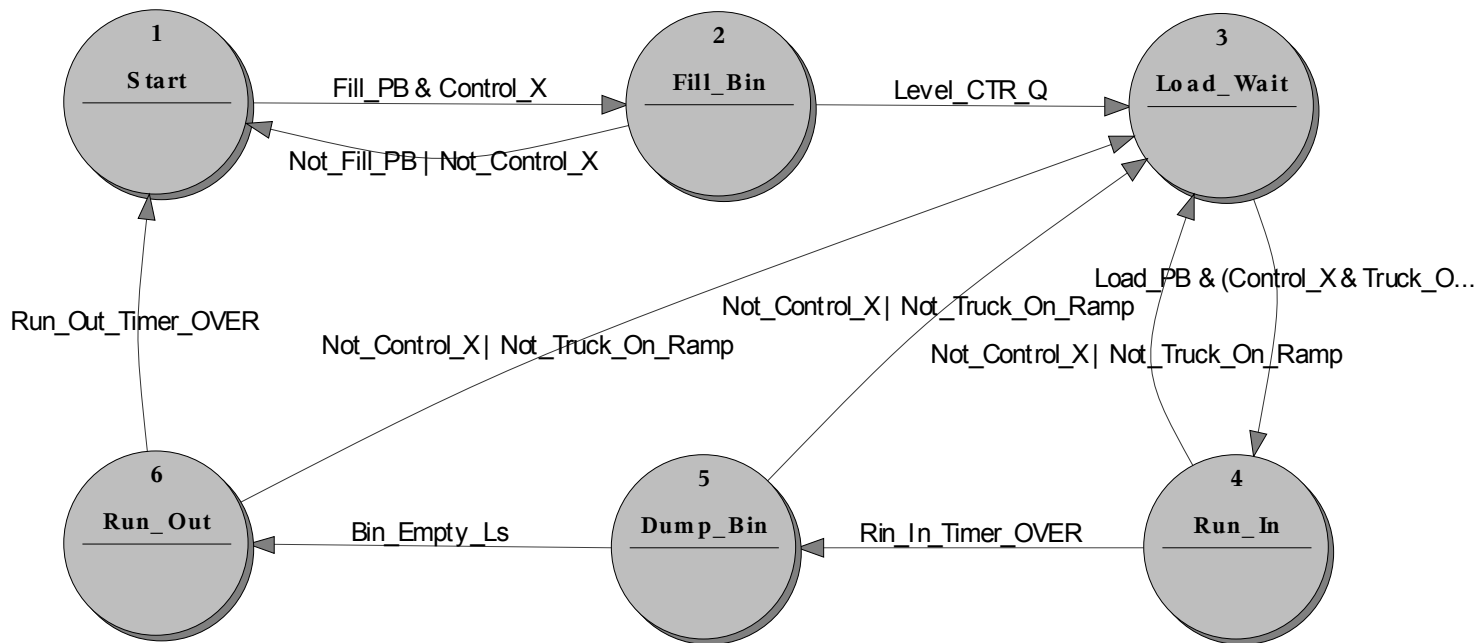 1
Start
2
Fill_Bin
3
Load_Wait
Fill_PB & Control_X
Level_CTR_Q
Not_Fill_PB | Not_Control_X
Load_PB & (Control_X & Truck_O...
Run_Out_Timer_OVER
Not_Control_X | Not_Truck_On_Ramp
Not_Control_X | Not_Truck_On_Ramp
Not_Control_X | Not_Truck_On_Ramp
6
Run_Out
5
Dump_Bin
4
Run_In
Bin_Empty_Ls
Rin_In_Timer_OVER